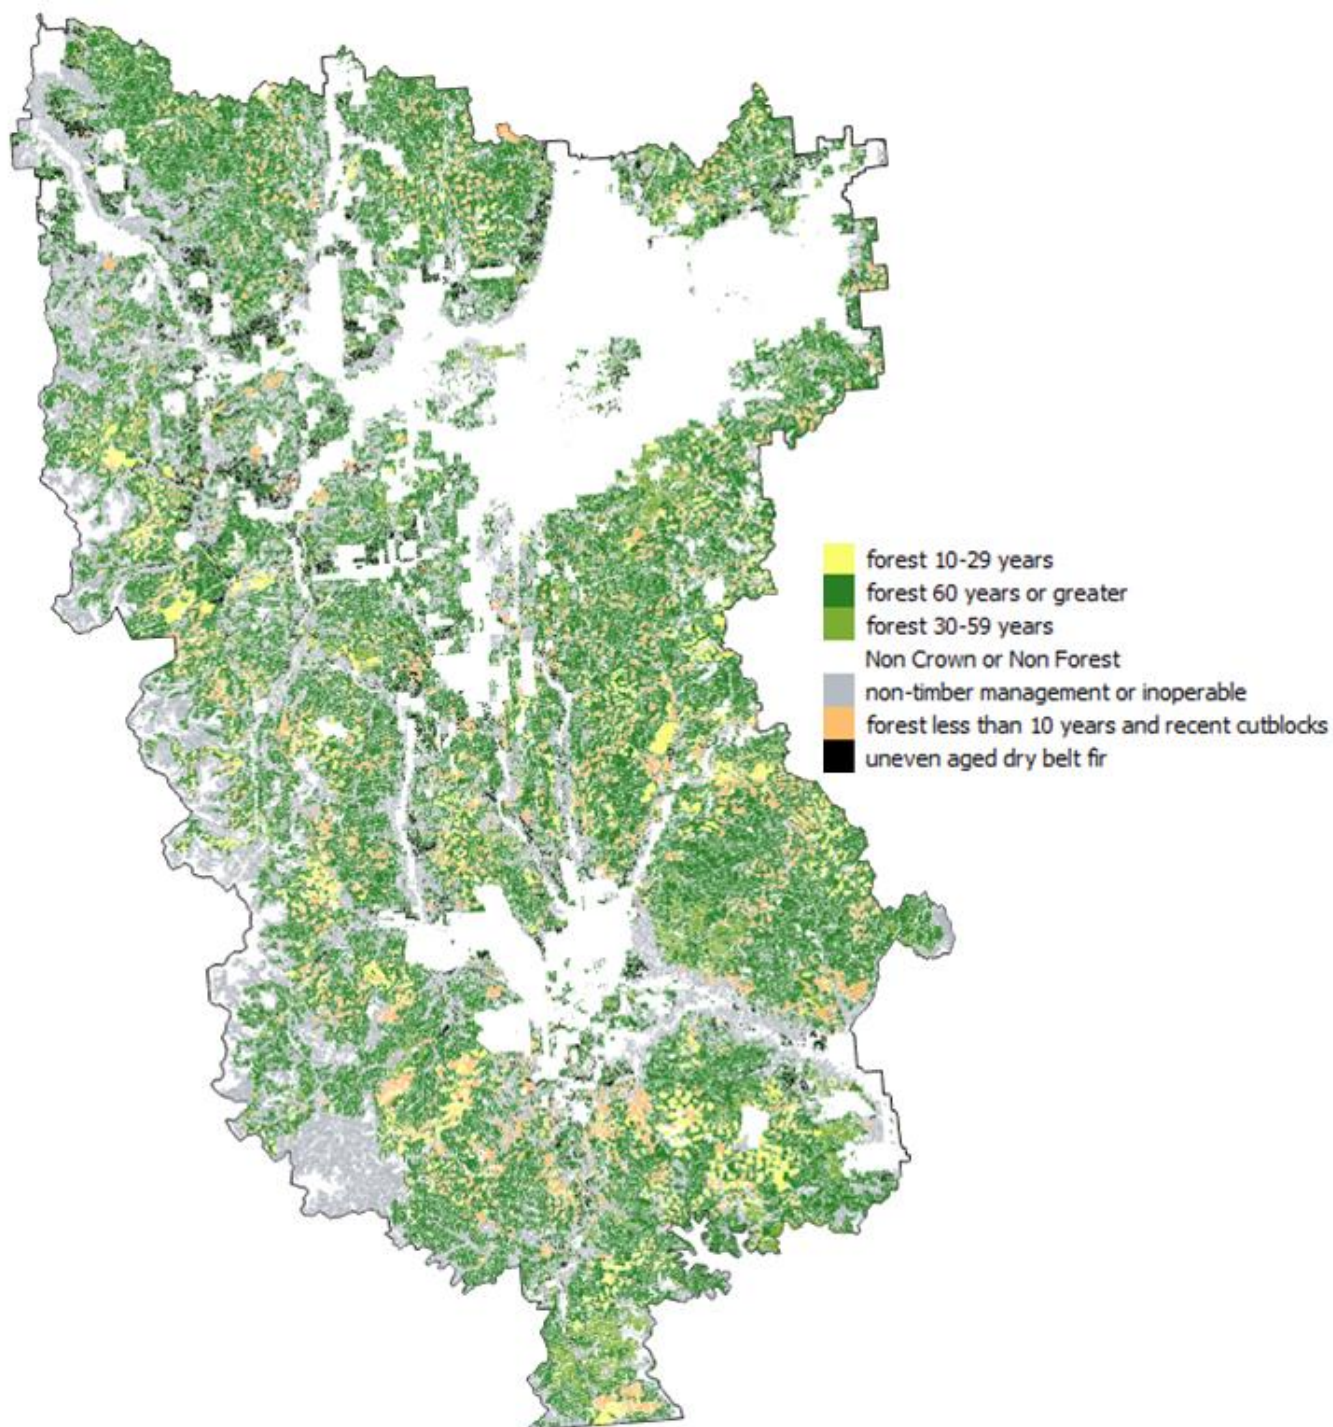 forest 10-29 years
forest 60 years or greater
forest 30-59 years
Non Crown or Non Forest
non-timber management or inoperable
forest less than 10 years and recent cutblocks
uneven aged dry belt fir